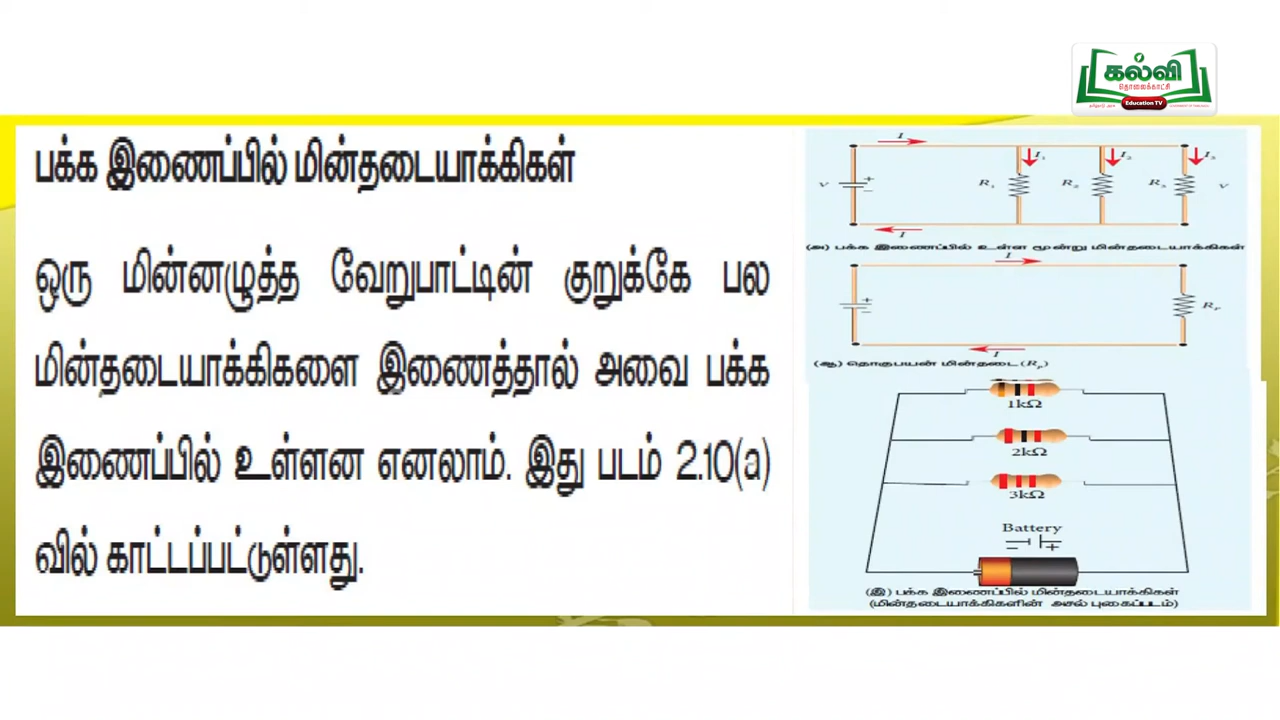 கல்வி
தொலைக்காட்சி
Education TV
பக்க இணைப்பில் மின்தடையாக்கிகள்
ஒரு மின்னழுத்த வேறுபாட்டின் குறுக்கே பல
மின்தடையாக்கிகளை இணைத்தால் அவை பக்க
இணைப்பில் உள்ளன எனலாம். இது படம் 2.10(a)
வில் காட்டப்பட்டுள்ளது.
I
I₁ I₂ I₃
V + − R₁ R₂ R₃ V
I
(அ) பக்க இணைப்பில் உள்ள மூன்று மின்தடையாக்கிகள்
I
+ − Rₚ
I
(ஆ) தொகுபயன் மின்தடை (Rₚ)
1kΩ
2kΩ
3kΩ
Battery
− +
(இ) பக்க இணைப்பில் மின்தடையாக்கிகள்
(மின்தடையாக்கிகளின் அசல் புகைப்படம்)